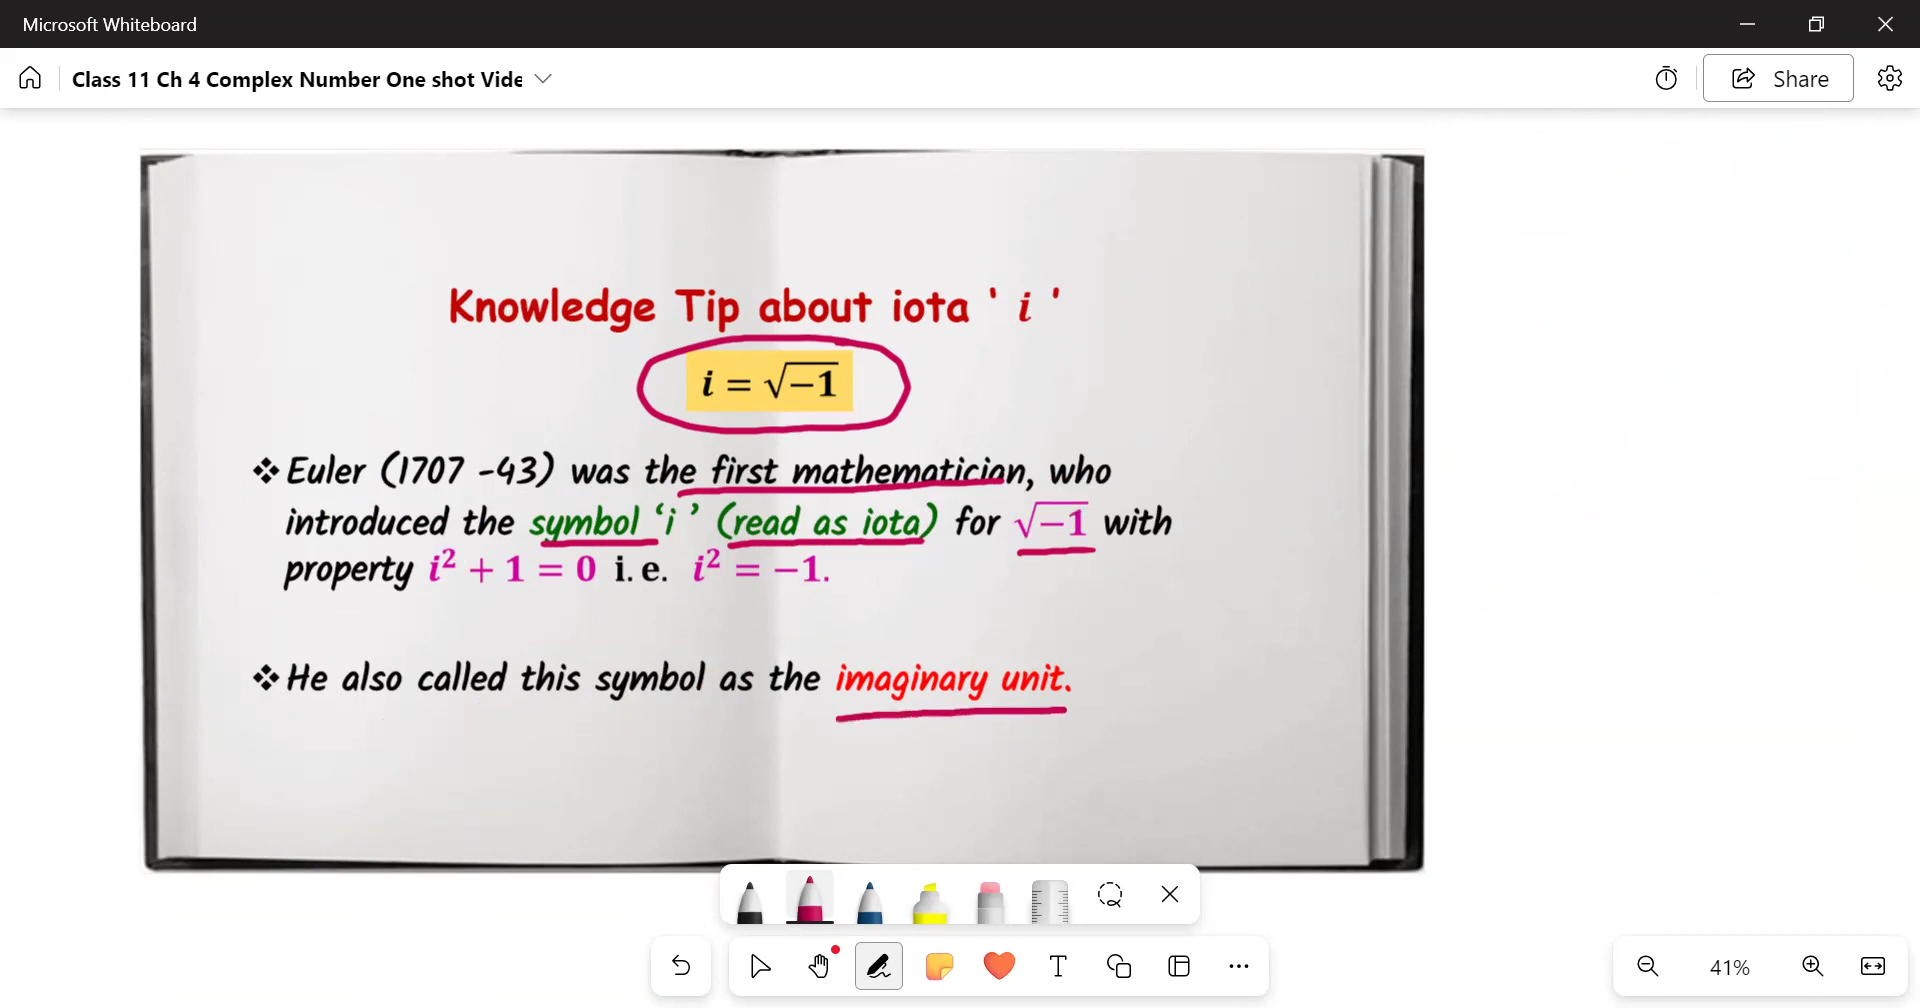 Microsoft Whiteboard
Class 11 Ch 4 Complex Number One shot Vide
Share
Knowledge Tip about iota ‘ i ’
i = √−1
❖ Euler (1707 -43) was the first mathematician, who
introduced the symbol ‘i ’ (read as iota) for √−1 with
property i² + 1 = 0 i.e. i² = −1.
❖ He also called this symbol as the imaginary unit.
T
41%